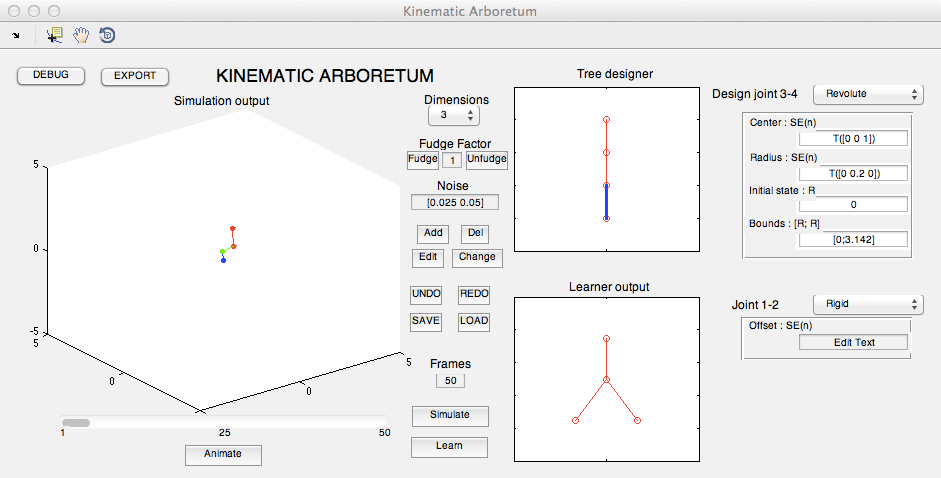 Kinematic Arboretum
DEBUG
EXPORT
KINEMATIC ARBORETUM
Simulation output
5
0
-5
5
0
0
5
1
25
50
Animate
Dimensions
3
Fudge Factor
Fudge
1
Unfudge
Noise
[0.025 0.05]
Add
Del
Edit
Change
UNDO
REDO
SAVE
LOAD
Frames
50
Simulate
Learn
Tree designer
Design joint 3-4
Revolute
Center : SE(n)
T([0 0 1])
Radius : SE(n)
T([0 0.2 0])
Initial state : R
0
Bounds : [R; R]
[0;3.142]
Learner output
Joint 1-2
Rigid
Offset : SE(n)
Edit Text